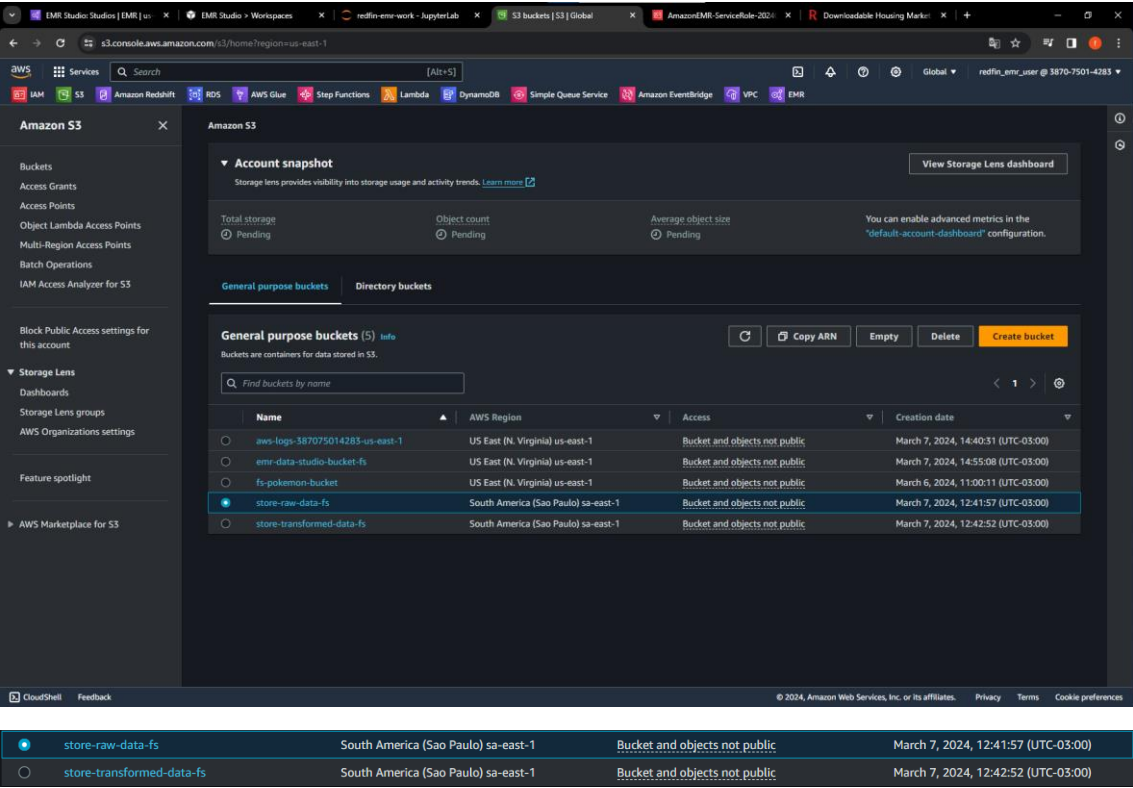 EMR Studio: Studios | EMR | us-
EMR Studio > Workspaces
redfin-emr-work - JupyterLab
S3 buckets | S3 | Global
AmazonEMR-ServiceRole-2024
Downloadable Housing Market
s3.console.aws.amazon.com/s3/home?region=us-east-1
aws
Services
Search
[Alt+S]
Global
redfin_emr_user @ 3870-7501-4283
IAM
S3
Amazon Redshift
RDS
AWS Glue
Step Functions
Lambda
DynamoDB
Simple Queue Service
Amazon EventBridge
VPC
EMR
Amazon S3
Buckets
Access Grants
Access Points
Object Lambda Access Points
Multi-Region Access Points
Batch Operations
IAM Access Analyzer for S3
Block Public Access settings for
this account
Storage Lens
Dashboards
Storage Lens groups
AWS Organizations settings
Feature spotlight
AWS Marketplace for S3
Amazon S3
Account snapshot
View Storage Lens dashboard
Storage lens provides visibility into storage usage and activity trends. Learn more
Total storage
Pending
Object count
Pending
Average object size
Pending
You can enable advanced metrics in the
"default-account-dashboard" configuration.
General purpose buckets
Directory buckets
General purpose buckets (5) Info
Buckets are containers for data stored in S3.
Copy ARN
Empty
Delete
Create bucket
Find buckets by name
1
Name AWS Region Access Creation date
aws-logs-387075014283-us-east-1 US East (N. Virginia) us-east-1 Bucket and objects not public March 7, 2024, 14:40:31 (UTC-03:00)
emr-data-studio-bucket-fs US East (N. Virginia) us-east-1 Bucket and objects not public March 7, 2024, 14:55:08 (UTC-03:00)
fs-pokemon-bucket US East (N. Virginia) us-east-1 Bucket and objects not public March 6, 2024, 11:00:11 (UTC-03:00)
store-raw-data-fs South America (Sao Paulo) sa-east-1 Bucket and objects not public March 7, 2024, 12:41:57 (UTC-03:00)
store-transformed-data-fs South America (Sao Paulo) sa-east-1 Bucket and objects not public March 7, 2024, 12:42:52 (UTC-03:00)
CloudShell Feedback
© 2024, Amazon Web Services, Inc. or its affiliates. Privacy Terms Cookie preferences
store-raw-data-fs South America (Sao Paulo) sa-east-1 Bucket and objects not public March 7, 2024, 12:41:57 (UTC-03:00)
store-transformed-data-fs South America (Sao Paulo) sa-east-1 Bucket and objects not public March 7, 2024, 12:42:52 (UTC-03:00)